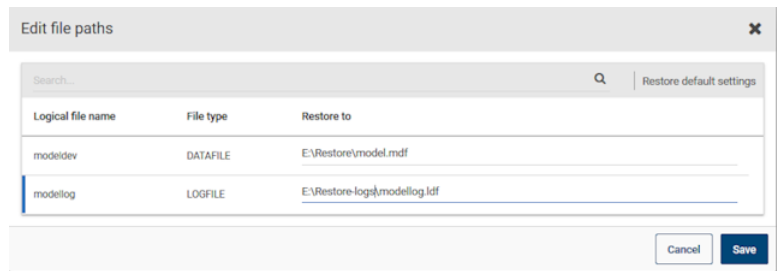 Edit file paths
Search...
Restore default settings
Logical file name File type Restore to
modeldev DATAFILE E:\Restore\model.mdf
modellog LOGFILE E:\Restore-logs\modellog.ldf
Cancel Save